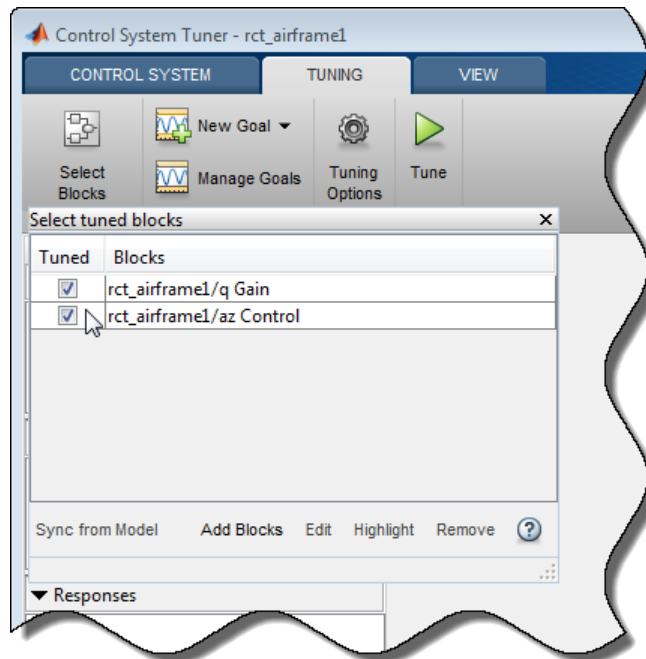 Control System Tuner - rct_airframe1
CONTROL SYSTEM TUNING VIEW
New Goal
Select Blocks
Manage Goals
Tuning Options
Tune
Select tuned blocks x
Tuned Blocks
rct_airframe1/q Gain
rct_airframe1/az Control
Sync from Model Add Blocks Edit Highlight Remove ?
Responses